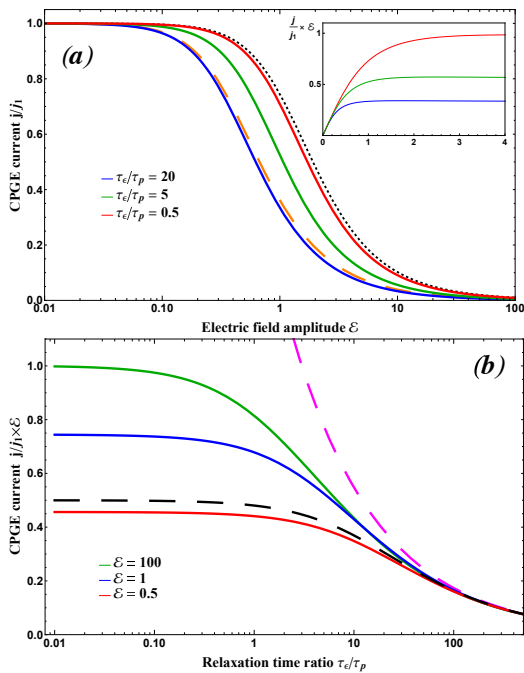 1.0
0.8
0.6
0.4
0.2
0.0
0.01
0.10
1
10
100
CPGE current j/j₁
Electric field amplitude ℰ
(a)
τϵ/τp = 20
τϵ/τp = 5
τϵ/τp = 0.5
j/j₁ × ℰ
1
0.5
0
1
2
3
4
(b)
1.0
0.8
0.6
0.4
0.2
0.0
0.01
0.10
1
10
100
CPGE current j/j₁×ℰ
Relaxation time ratio τϵ/τp
ℰ = 100
ℰ = 1
ℰ = 0.5